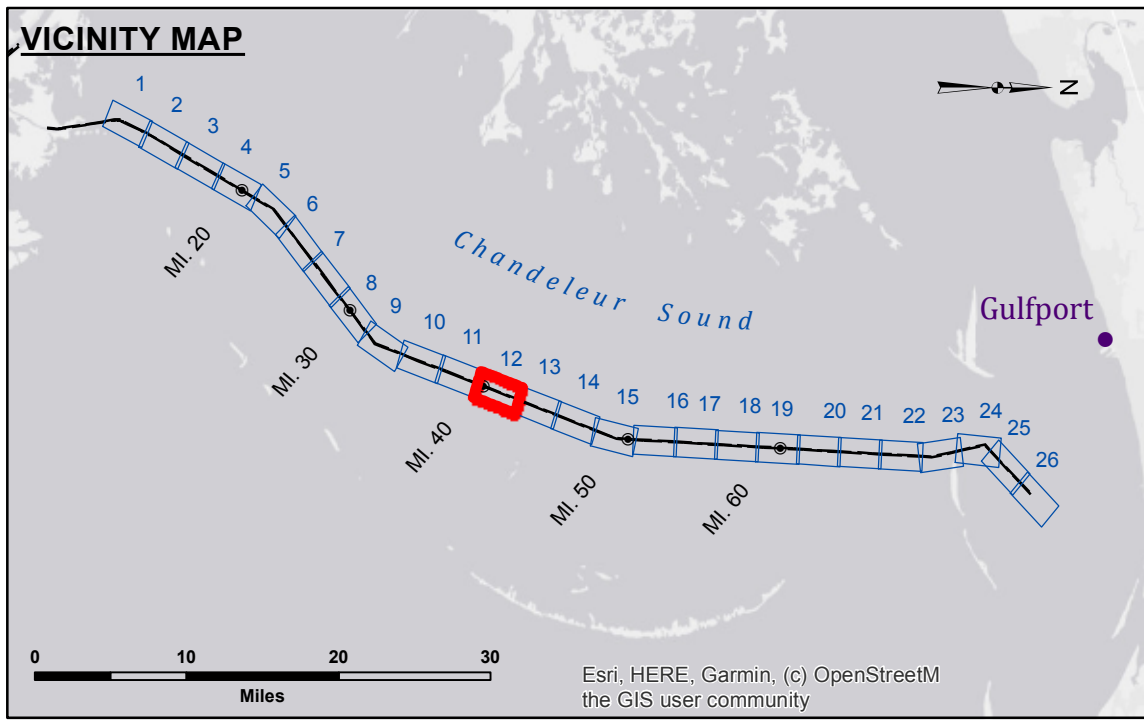 VICINITY MAP
N
1
2
3
4
5
6
7
8
9
10
11
12
13
14
15
16
17
18
19
20
21
22
23
24
25
26
MI. 20
MI. 30
MI. 40
MI. 50
MI. 60
Chandeleur Sound
Gulfport
0 10 20 30
Miles
Esri, HERE, Garmin, (c) OpenStreetM
the GIS user community